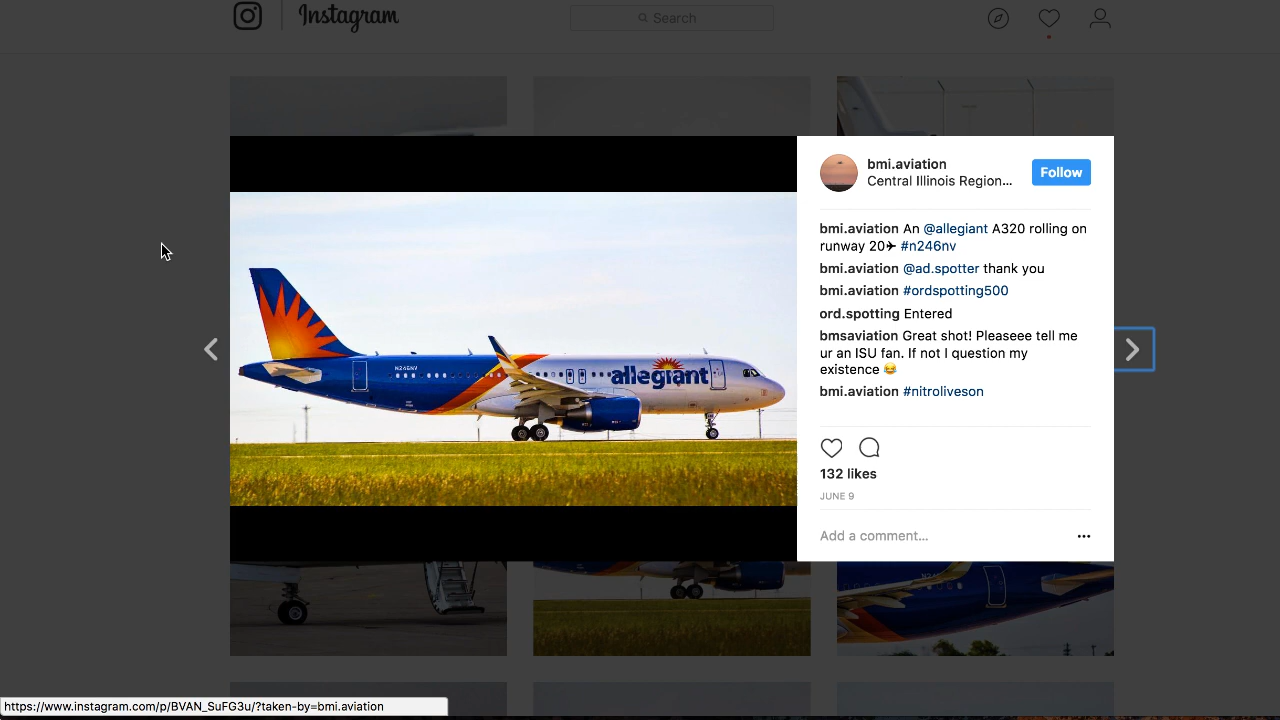 Instagram
Search
bmi.aviation
Central Illinois Region...
Follow
bmi.aviation An @allegiant A320 rolling on
runway 20✈ #n246nv
bmi.aviation @ad.spotter thank you
bmi.aviation #ordspotting500
ord.spotting Entered
bmsaviation Great shot! Pleaseee tell me
ur an ISU fan. If not I question my
existence 😂
bmi.aviation #nitroliveson
N246NV
allegiant
132 likes
JUNE 9
Add a comment...
https://www.instagram.com/p/BVAN_SuFG3u/?taken-by=bmi.aviation